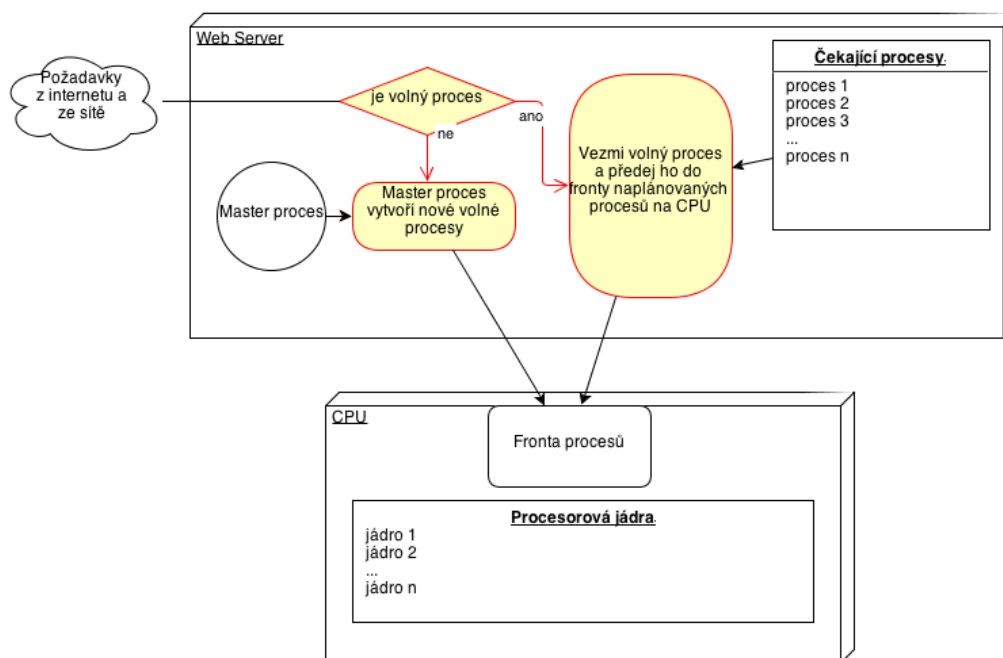 Web Server
Požadavky
z internetu a
ze sítě
je volný proces
ne
ano
Master proces
Master proces
vytvoří nové volné
procesy
Vezmi volný proces
a předej ho do
fronty naplánovaných
procesů na CPU
Čekající procesy.
proces 1
proces 2
proces 3
...
proces n
CPU
Fronta procesů
Procesorová jádra.
jádro 1
jádro 2
...
jádro n